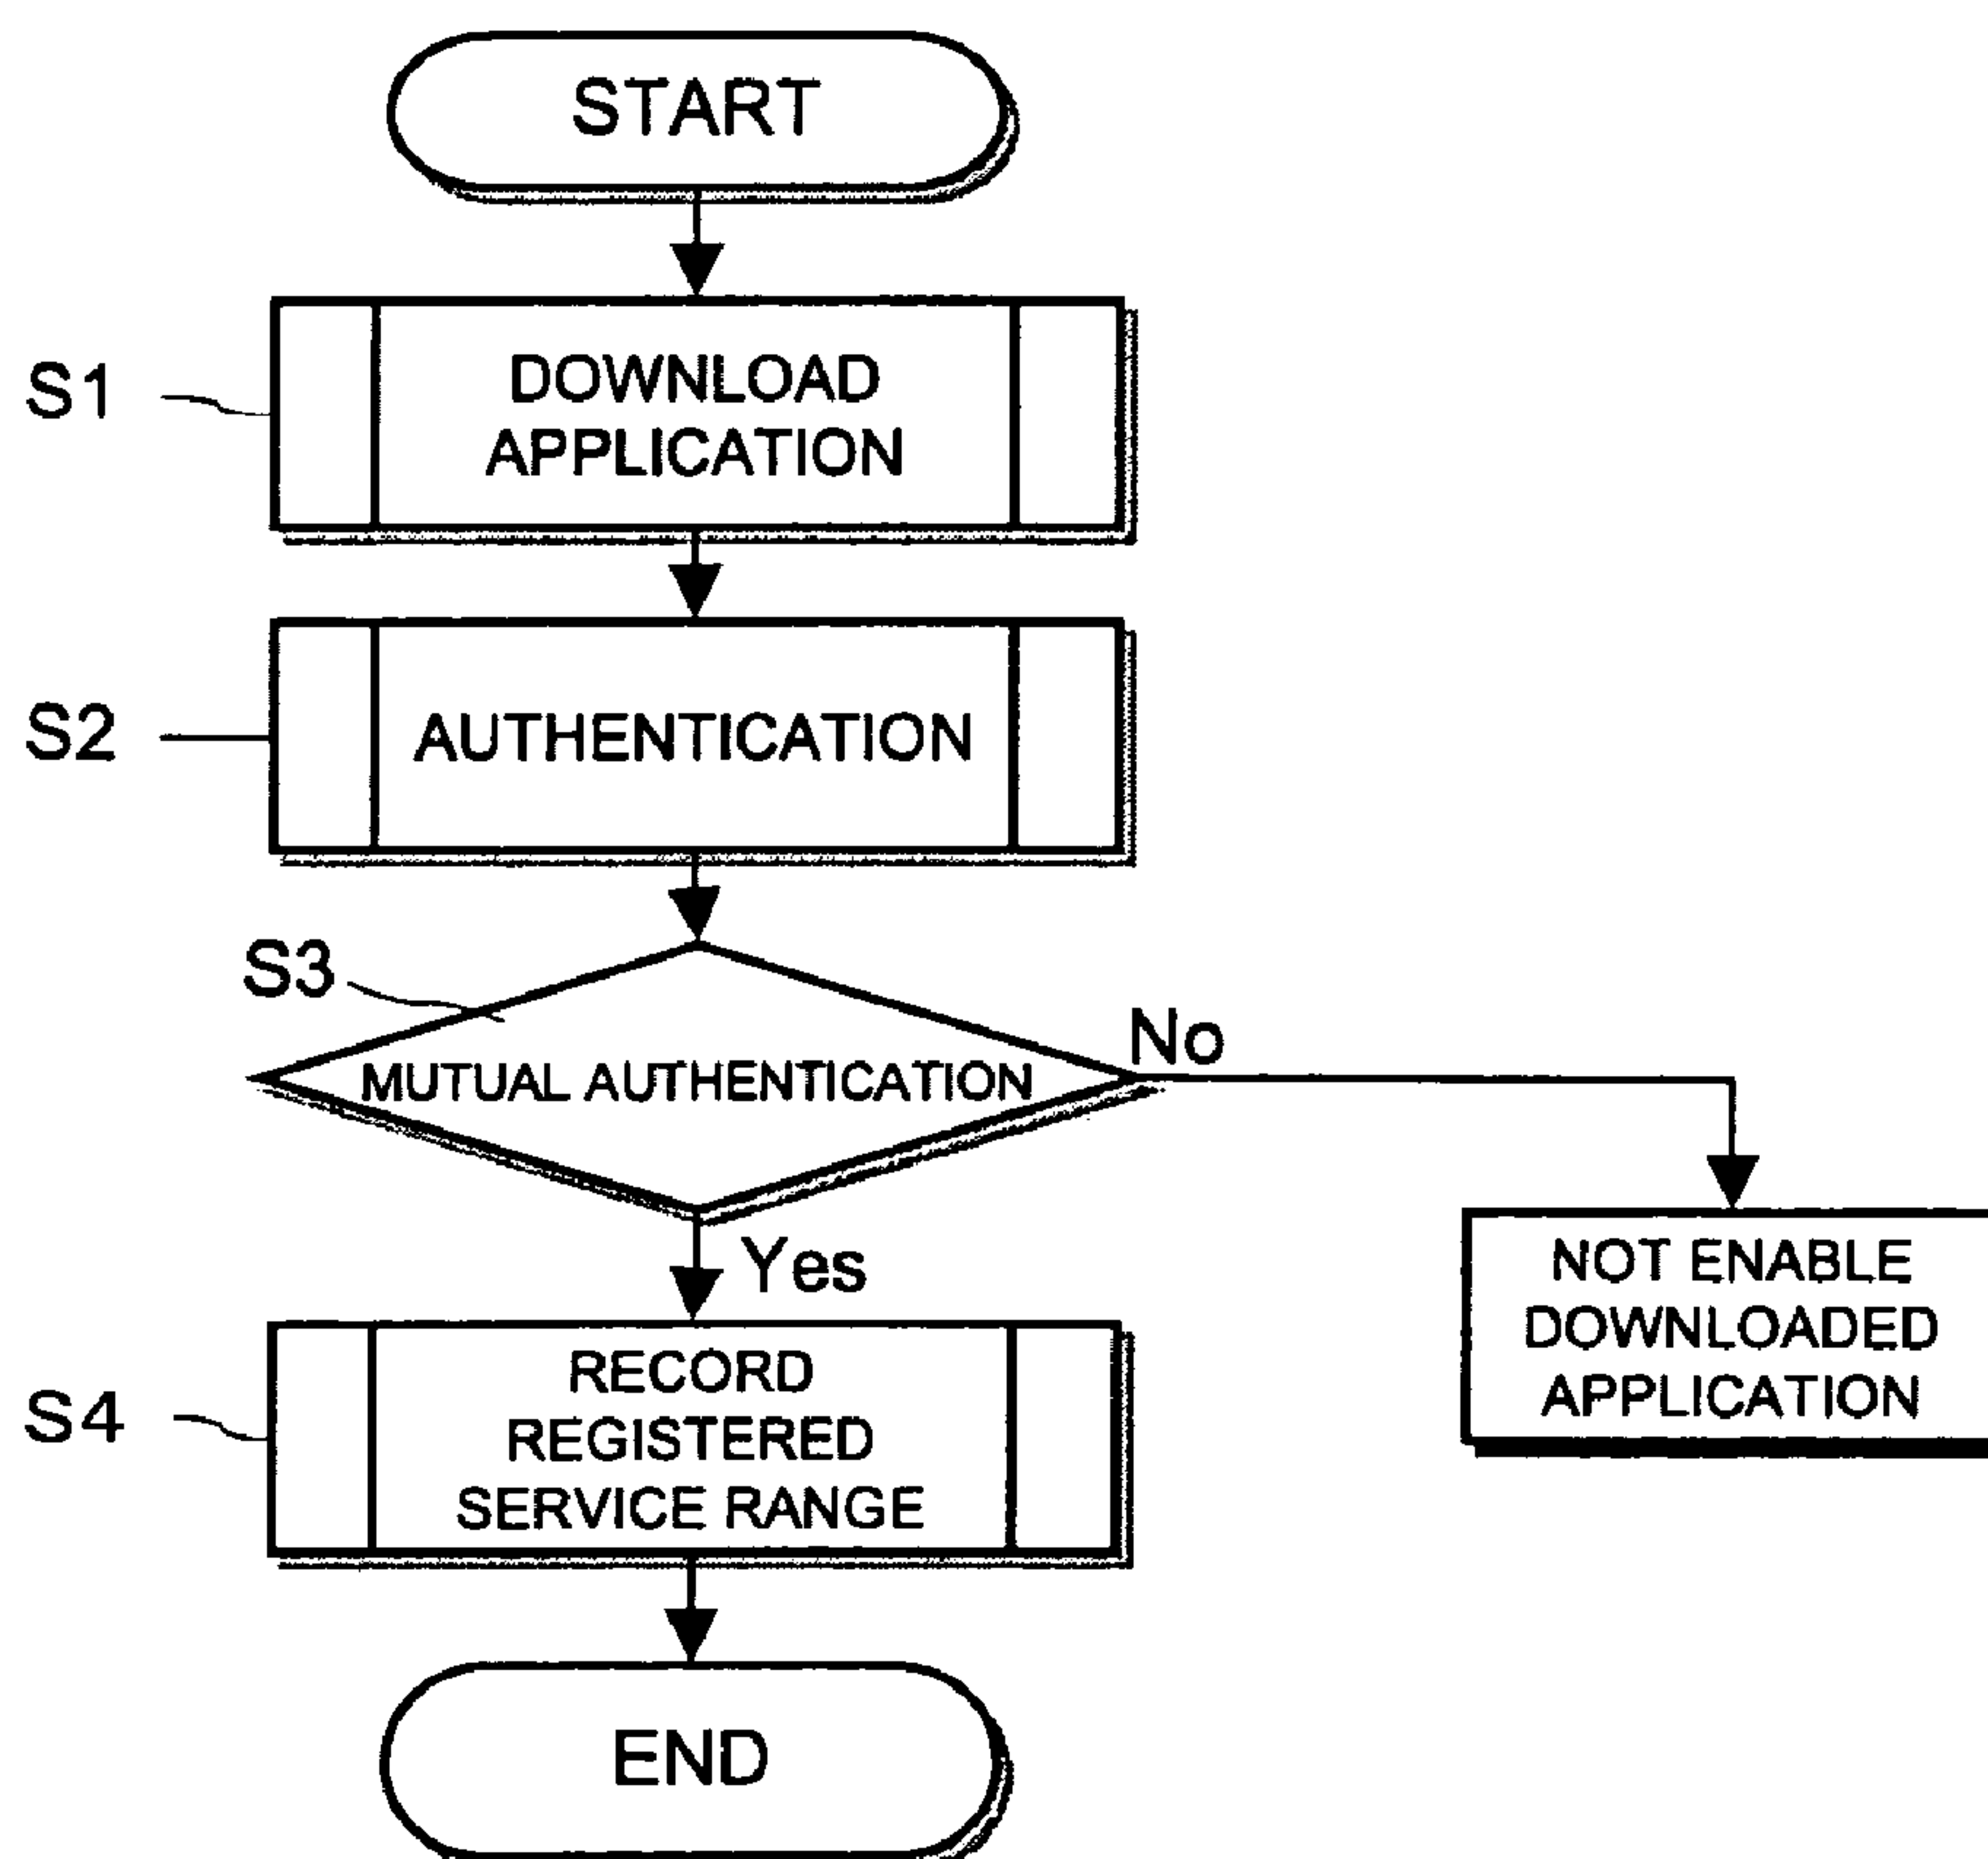 START
S1
DOWNLOAD
APPLICATION
S2
AUTHENTICATION
S3
MUTUAL AUTHENTICATION
No
Yes
NOT ENABLE
DOWNLOADED
APPLICATION
S4
RECORD
REGISTERED
SERVICE RANGE
END